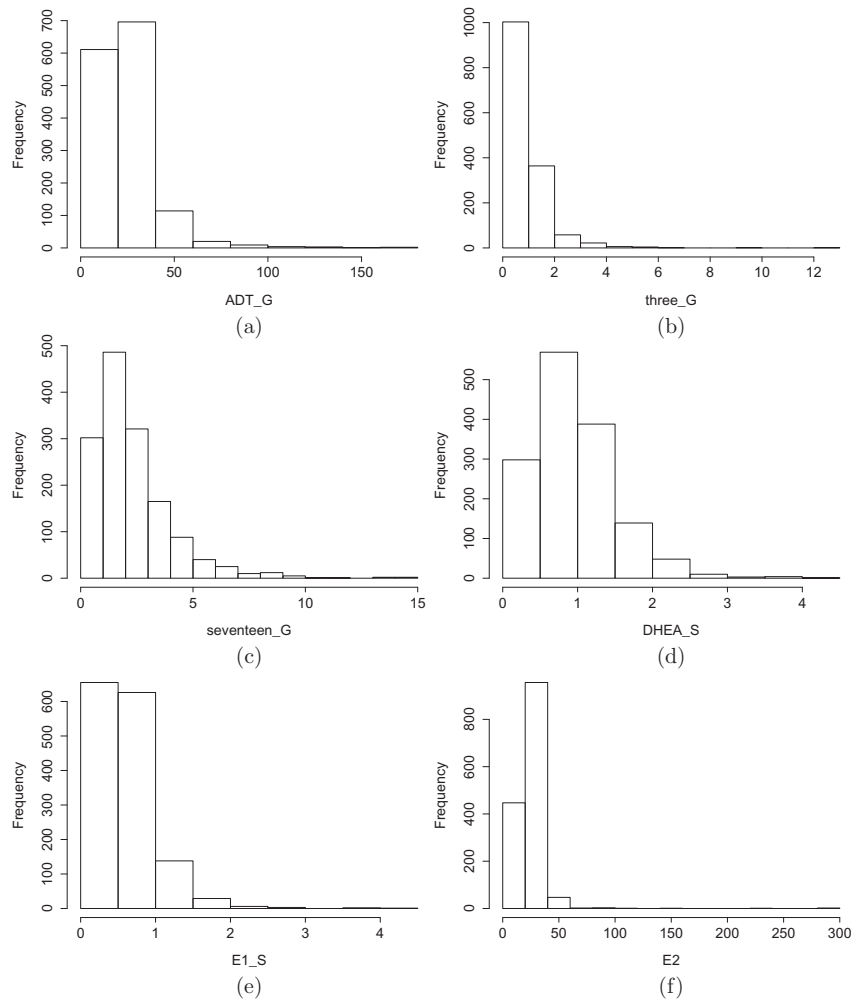 Frequency
0 100 200 300 400 500 600 700
0 50 100 150
ADT_G
(a)
Frequency
0 200 400 600 800 1000
0 2 4 6 8 10 12
three_G
(b)
Frequency
0 100 200 300 400 500
0 5 10 15
seventeen_G
(c)
Frequency
0 100 200 300 400 500
0 1 2 3 4
DHEA_S
(d)
Frequency
0 100 200 300 400 500 600
0 1 2 3 4
E1_S
(e)
Frequency
0 200 400 600 800
0 50 100 150 200 250 300
E2
(f)